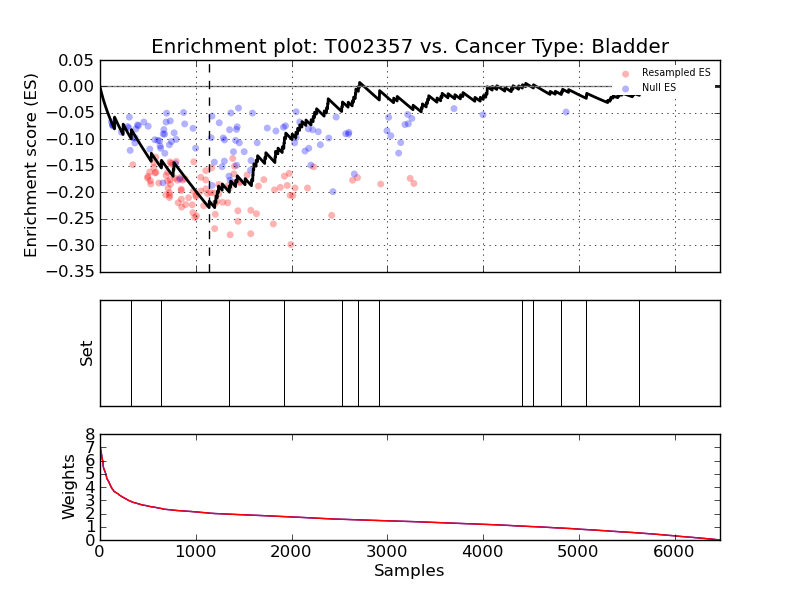 Enrichment plot: T002357 vs. Cancer Type: Bladder
Enrichment score (ES)
0.05
0.00
−0.05
−0.10
−0.15
−0.20
−0.25
−0.30
−0.35
Resampled ES
Null ES
Set
Weights
8
7
6
5
4
3
2
1
0
0 1000 2000 3000 4000 5000 6000
Samples